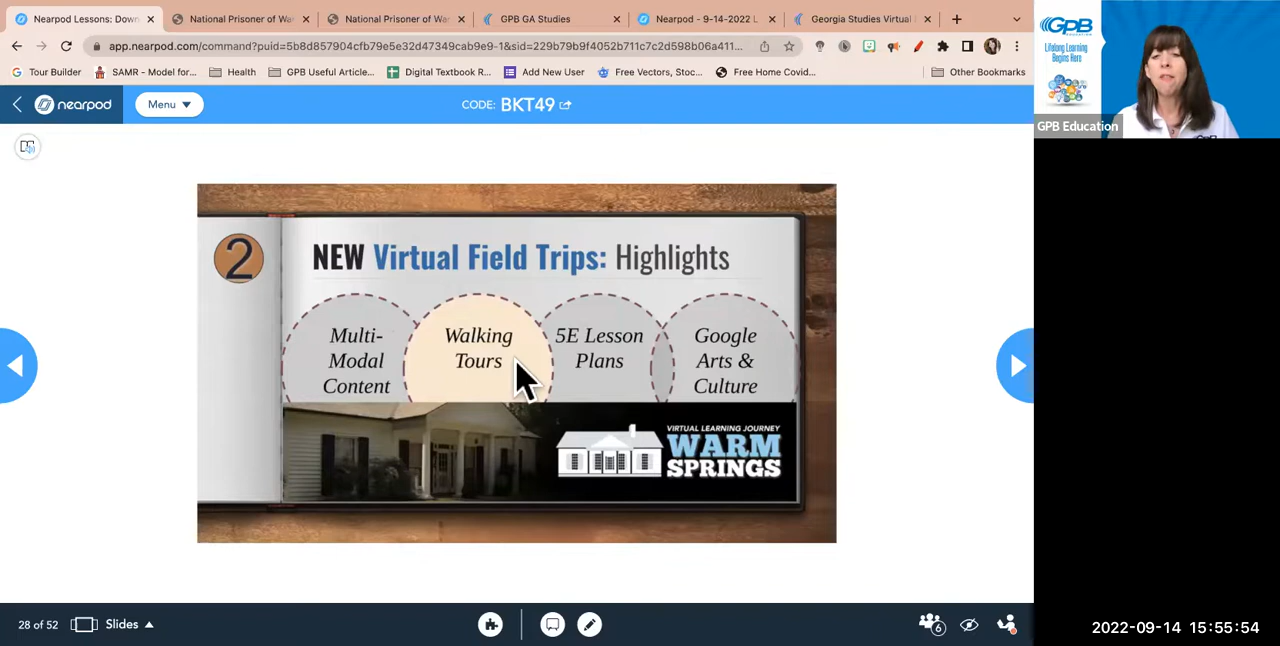 Nearpod Lessons: Down
National Prisoner of Wa
National Prisoner of Wa
GPB GA Studies
Nearpod - 9-14-2022 L
Georgia Studies Virtual
app.nearpod.com/command?puid=5b8d857904cfb79e5e32d47349cab9e9-1&sid=229b79b9f4052b711c7c2d598b06a411...
Tour Builder
SAMR - Model for...
Health
GPB Useful Article...
Digital Textbook R...
Add New User
Free Vectors, Stoc...
Free Home Covid...
Other Bookmarks
nearpod
Menu
CODE: BKT49
GPB
EDUCATION
Lifelong Learning
Begins Here
GPB Education
2
NEW Virtual Field Trips: Highlights
Multi-
Modal
Content
Walking
Tours
5E Lesson
Plans
Google
Arts &
Culture
VIRTUAL LEARNING JOURNEY
WARM
SPRINGS
28 of 52
Slides
6
2022-09-14 15:55:54